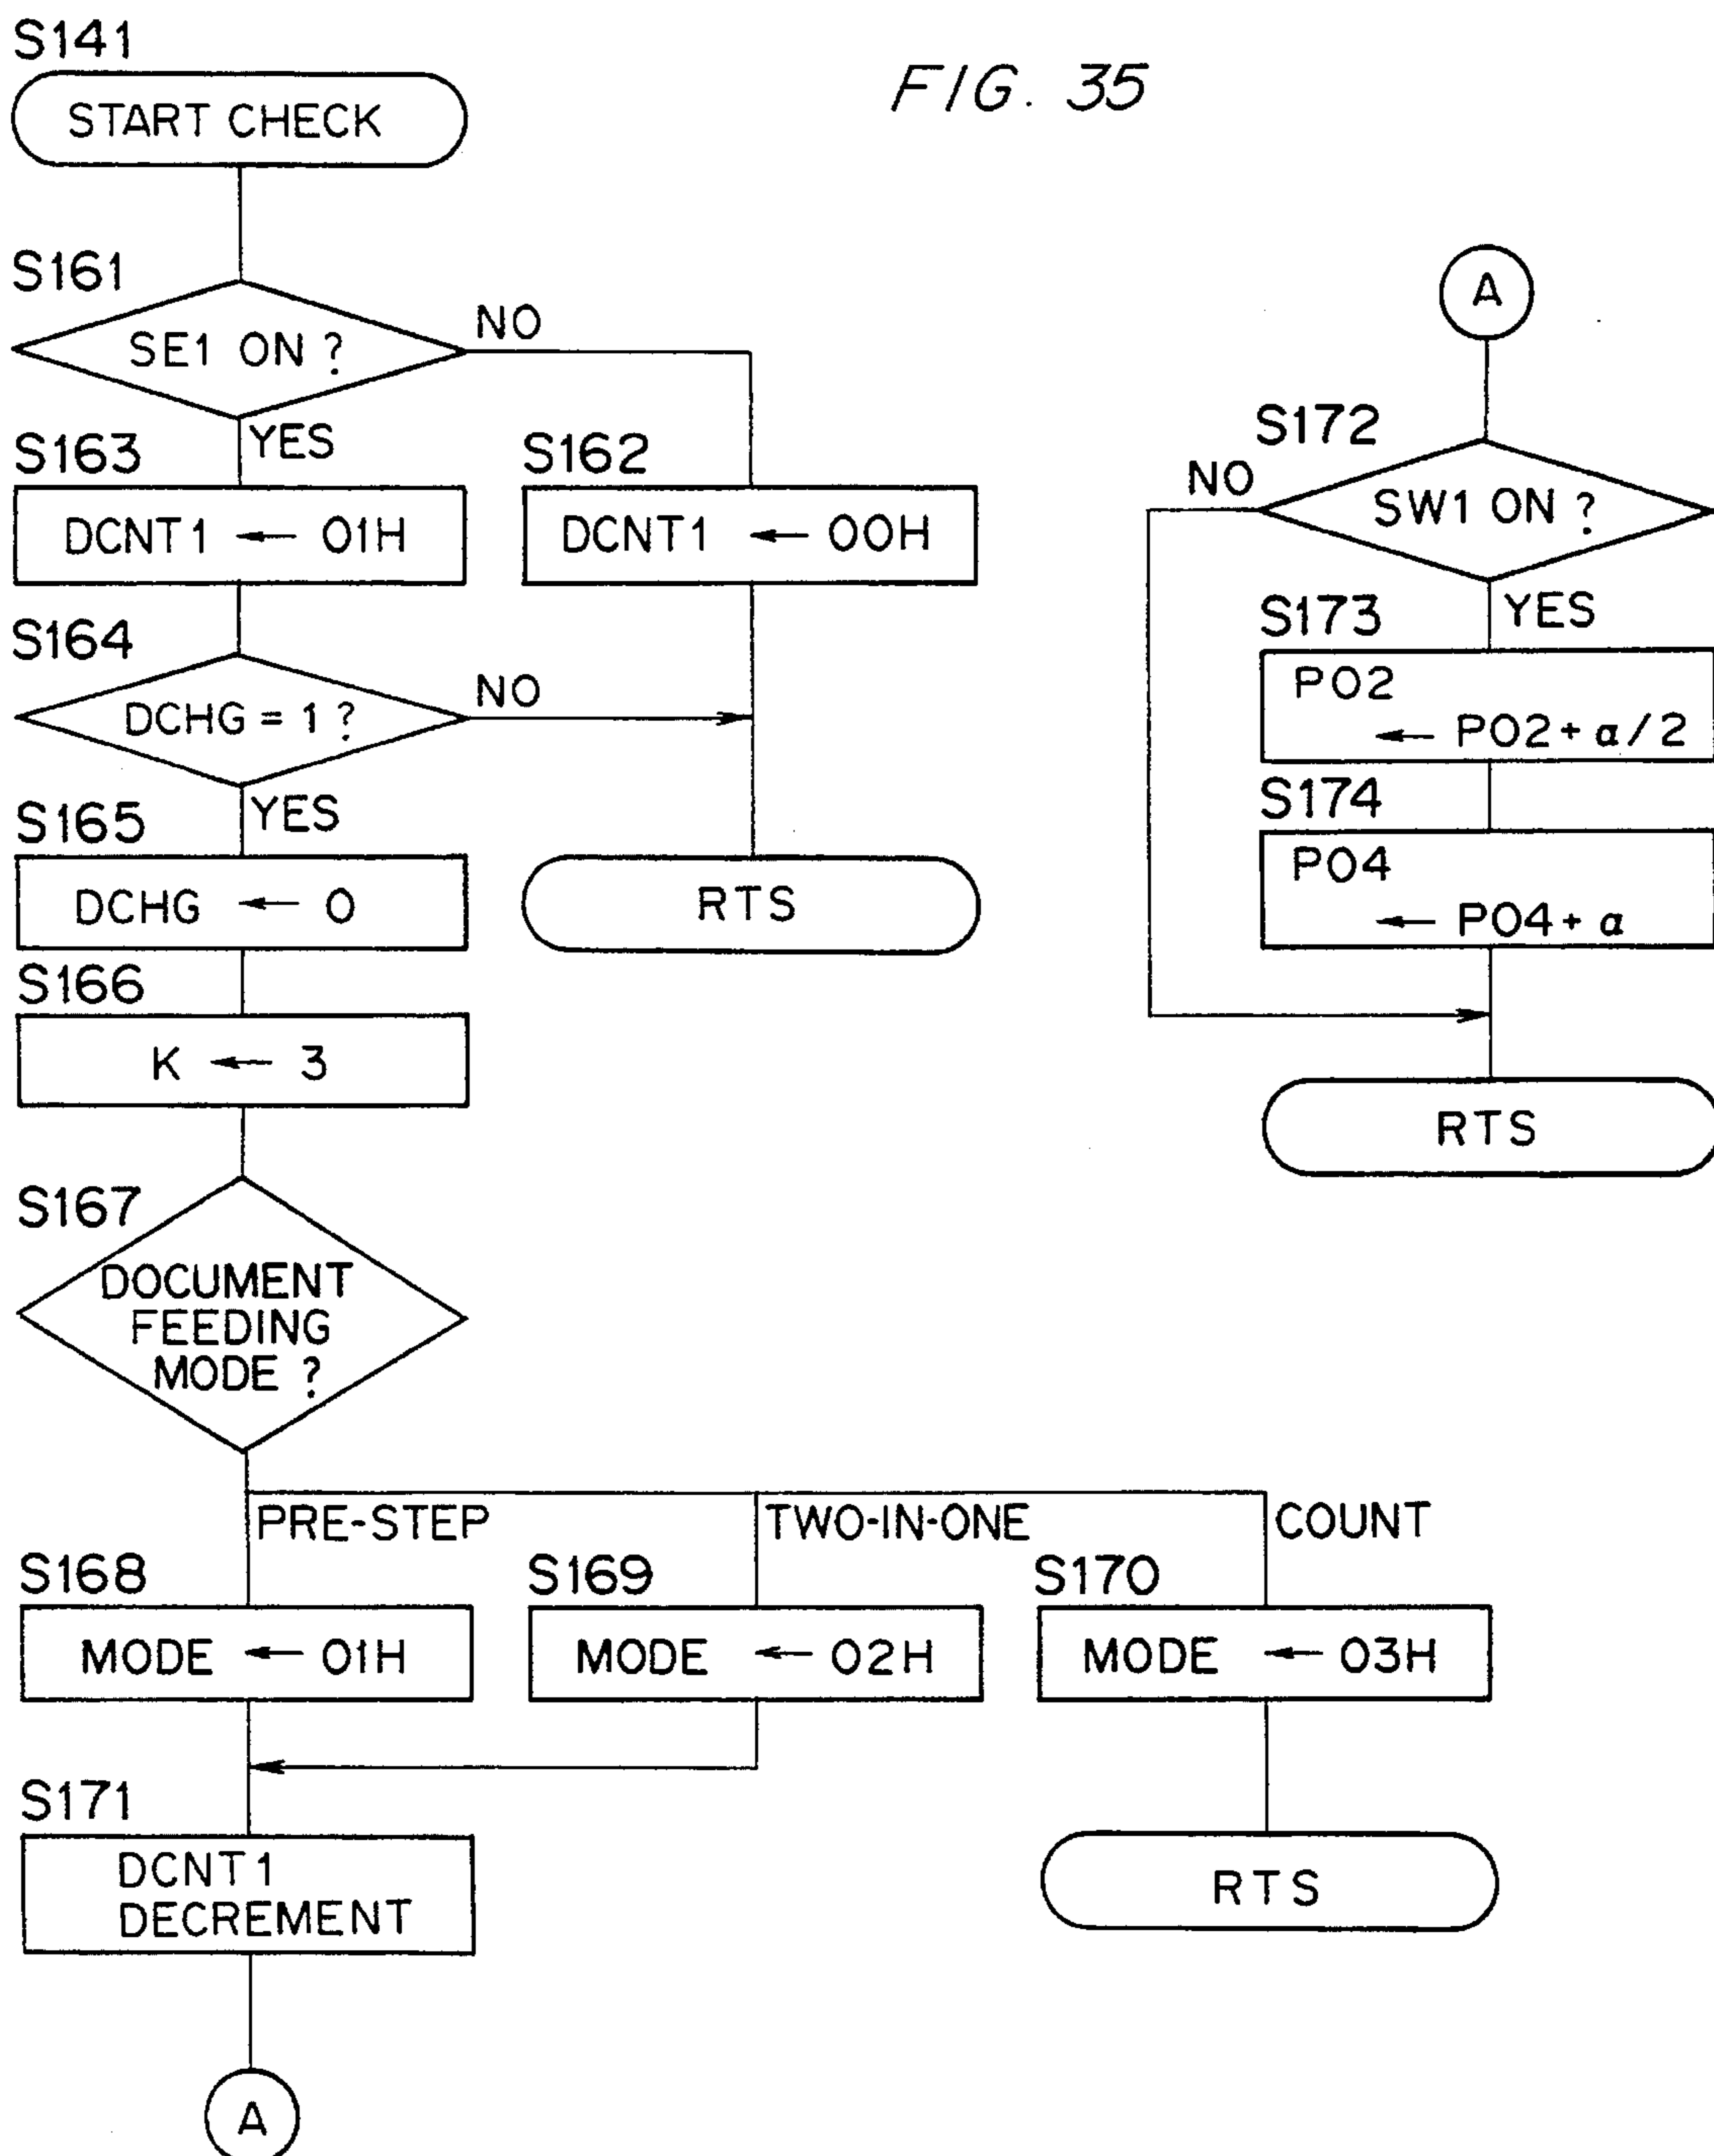 FIG. 35
S141
START CHECK
S161
SE1 ON ?
NO
YES
S163
DCNT1 ← 01H
S162
DCNT1 ← 00H
S164
DCHG = 1 ?
NO
YES
S165
DCHG ← 0
RTS
S166
K ← 3
S167
DOCUMENT
FEEDING
MODE ?
PRE-STEP
TWO-IN-ONE
COUNT
S168
MODE ← 01H
S169
MODE ← 02H
S170
MODE ← 03H
S171
DCNT1
DECREMENT
RTS
A
A
S172
NO
SW1 ON ?
YES
S173
P02
← P02 + α/2
S174
P04
← P04 + α
RTS